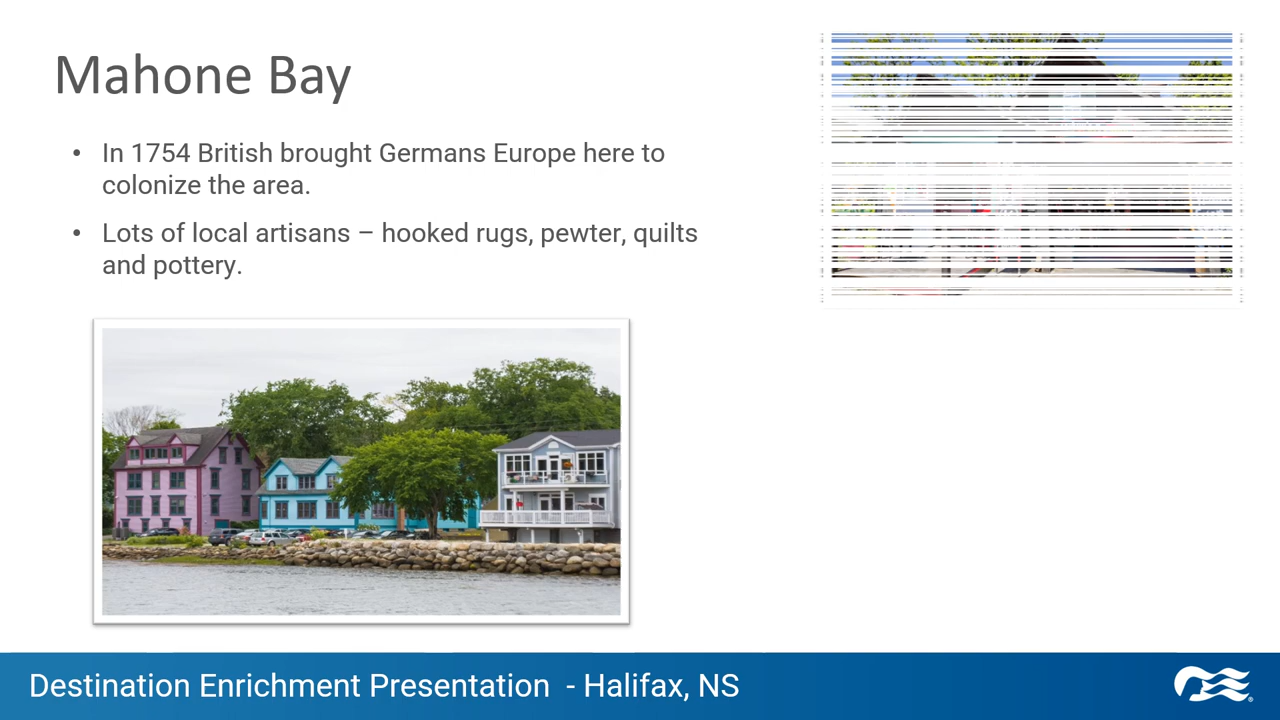 Mahone Bay
• In 1754 British brought Germans Europe here to
colonize the area.
• Lots of local artisans – hooked rugs, pewter, quilts
and pottery.
Destination Enrichment Presentation - Halifax, NS